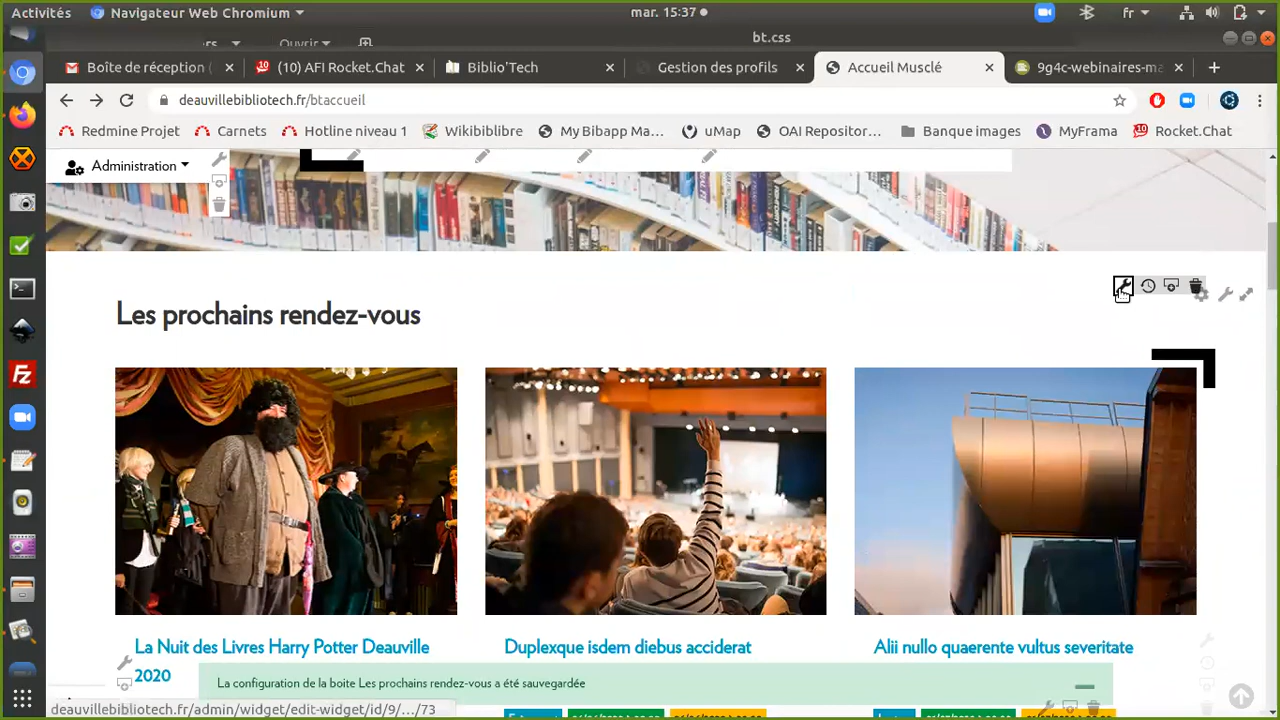 Activités
Navigateur Web Chromium
mar. 15:37
fr
Ouvrir
bt.css
Boîte de réception (
(10) AFI Rocket.Chat
Biblio'Tech
Gestion des profils
Accueil Musclé
9g4c-webinaires-ma
deauvillebibliotech.fr/btaccueil
Redmine Projet
Carnets
Hotline niveau 1
Wikibiblibre
My Bibapp Ma...
uMap
OAI Repositor...
Banque images
MyFrama
Rocket.Chat
Administration
Les prochains rendez-vous
La Nuit des Livres Harry Potter Deauville
2020
Duplexque isdem diebus acciderat
Alii nullo quaerente vultus severitate
La configuration de la boite Les prochains rendez-vous a été sauvegardée
deauvillebibliotech.fr/admin/widget/edit-widget/id/9/.../73